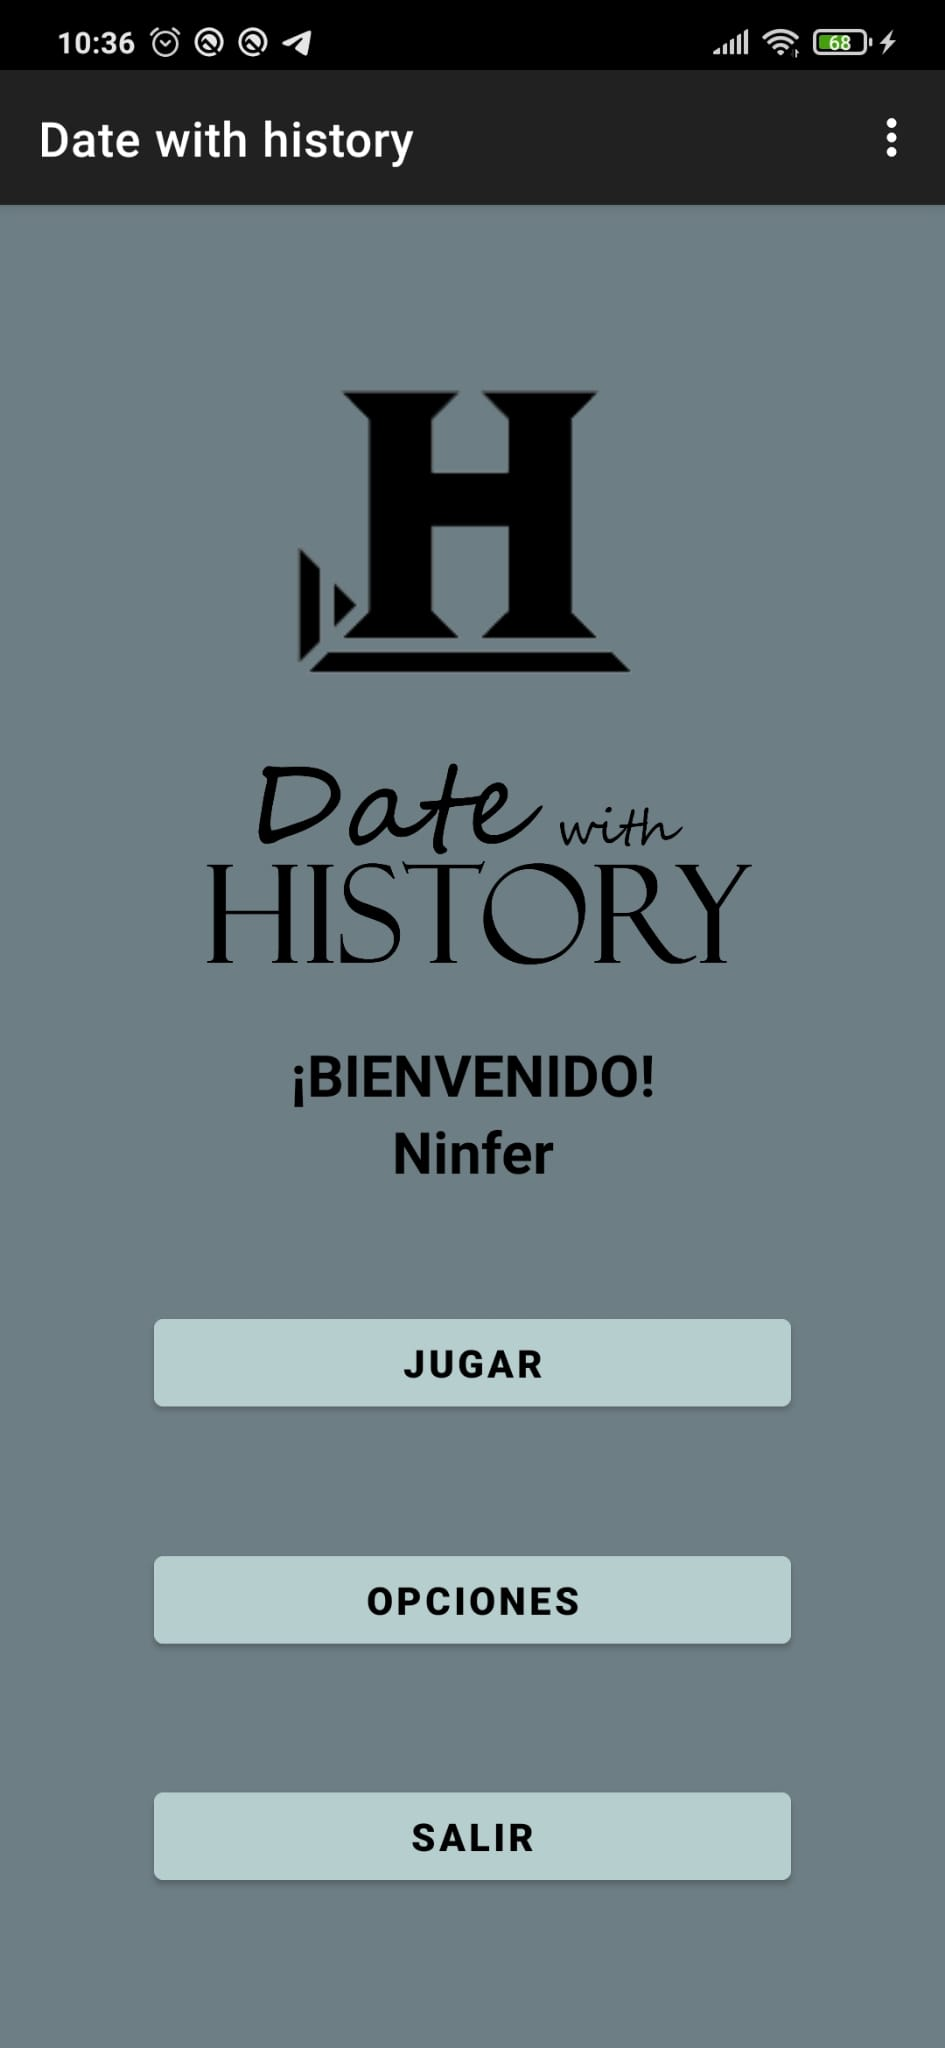 10:36
68
Date with history
H
Date with
HISTORY
¡BIENVENIDO!
Ninfer
JUGAR
OPCIONES
SALIR